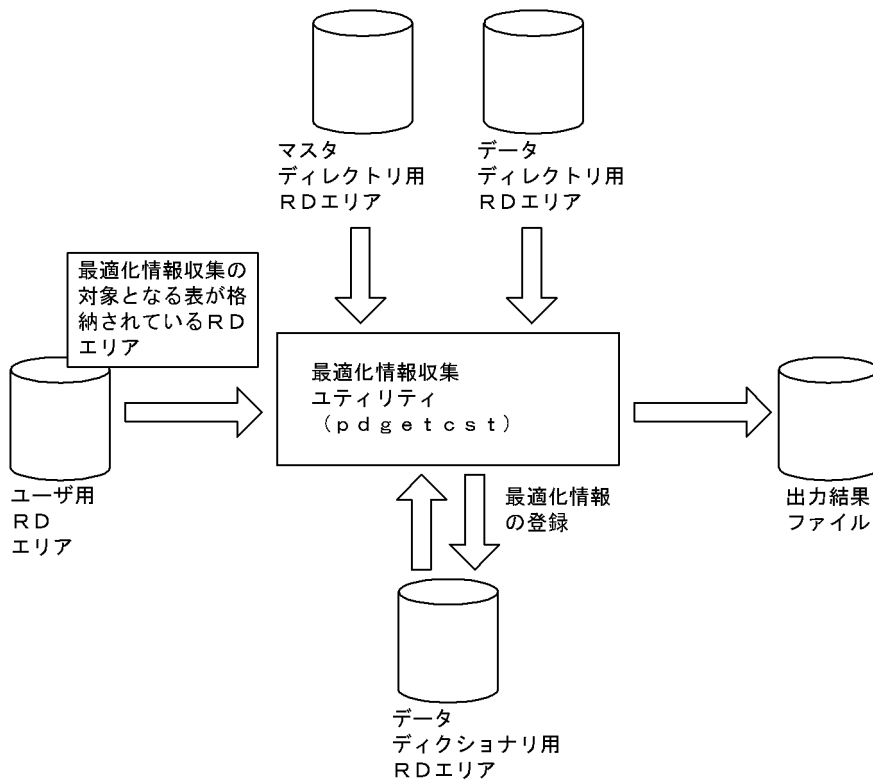 マスタ
ディレクトリ用
ＲＤエリア
データ
ディレクトリ用
ＲＤエリア
最適化情報収集の
対象となる表が格
納されているＲＤ
エリア
最適化情報収集
ユティリティ
（ｐｄｇｅｔｃｓｔ）
ユーザ用
ＲＤ
エリア
最適化情報
の登録
出力結果
ファイル
データ
ディクショナリ用
ＲＤエリア